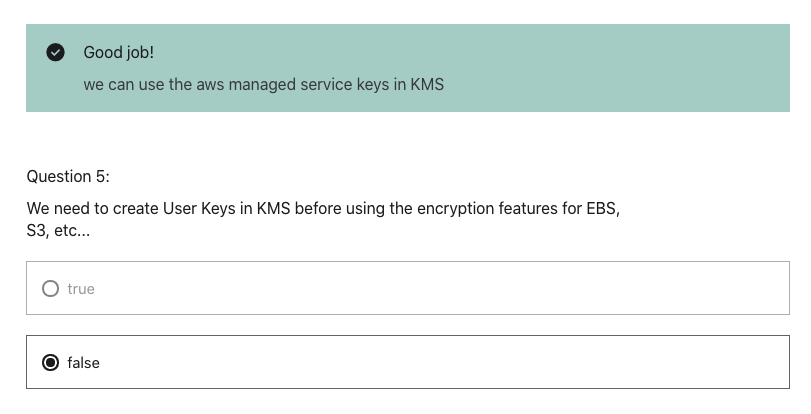 Good job!
we can use the aws managed service keys in KMS
Question 5:
We need to create User Keys in KMS before using the encryption features for EBS,
S3, etc...
true
false